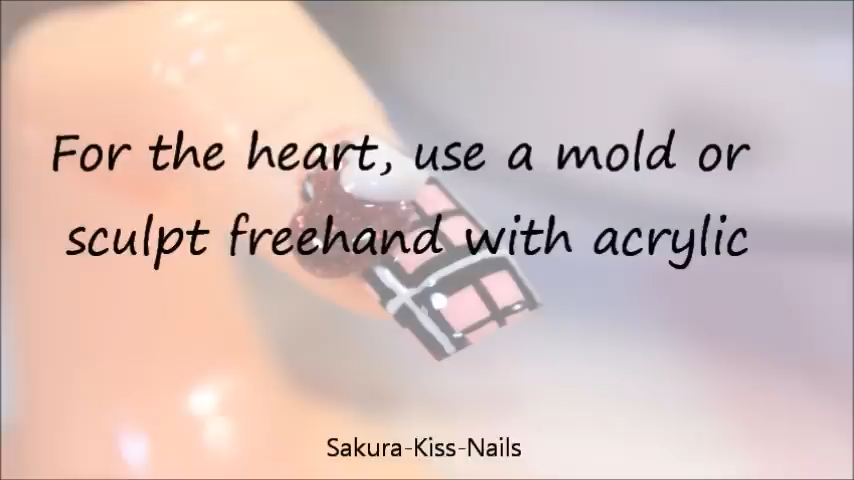 For the heart, use a mold or
sculpt freehand with acrylic
Sakura-Kiss-Nails